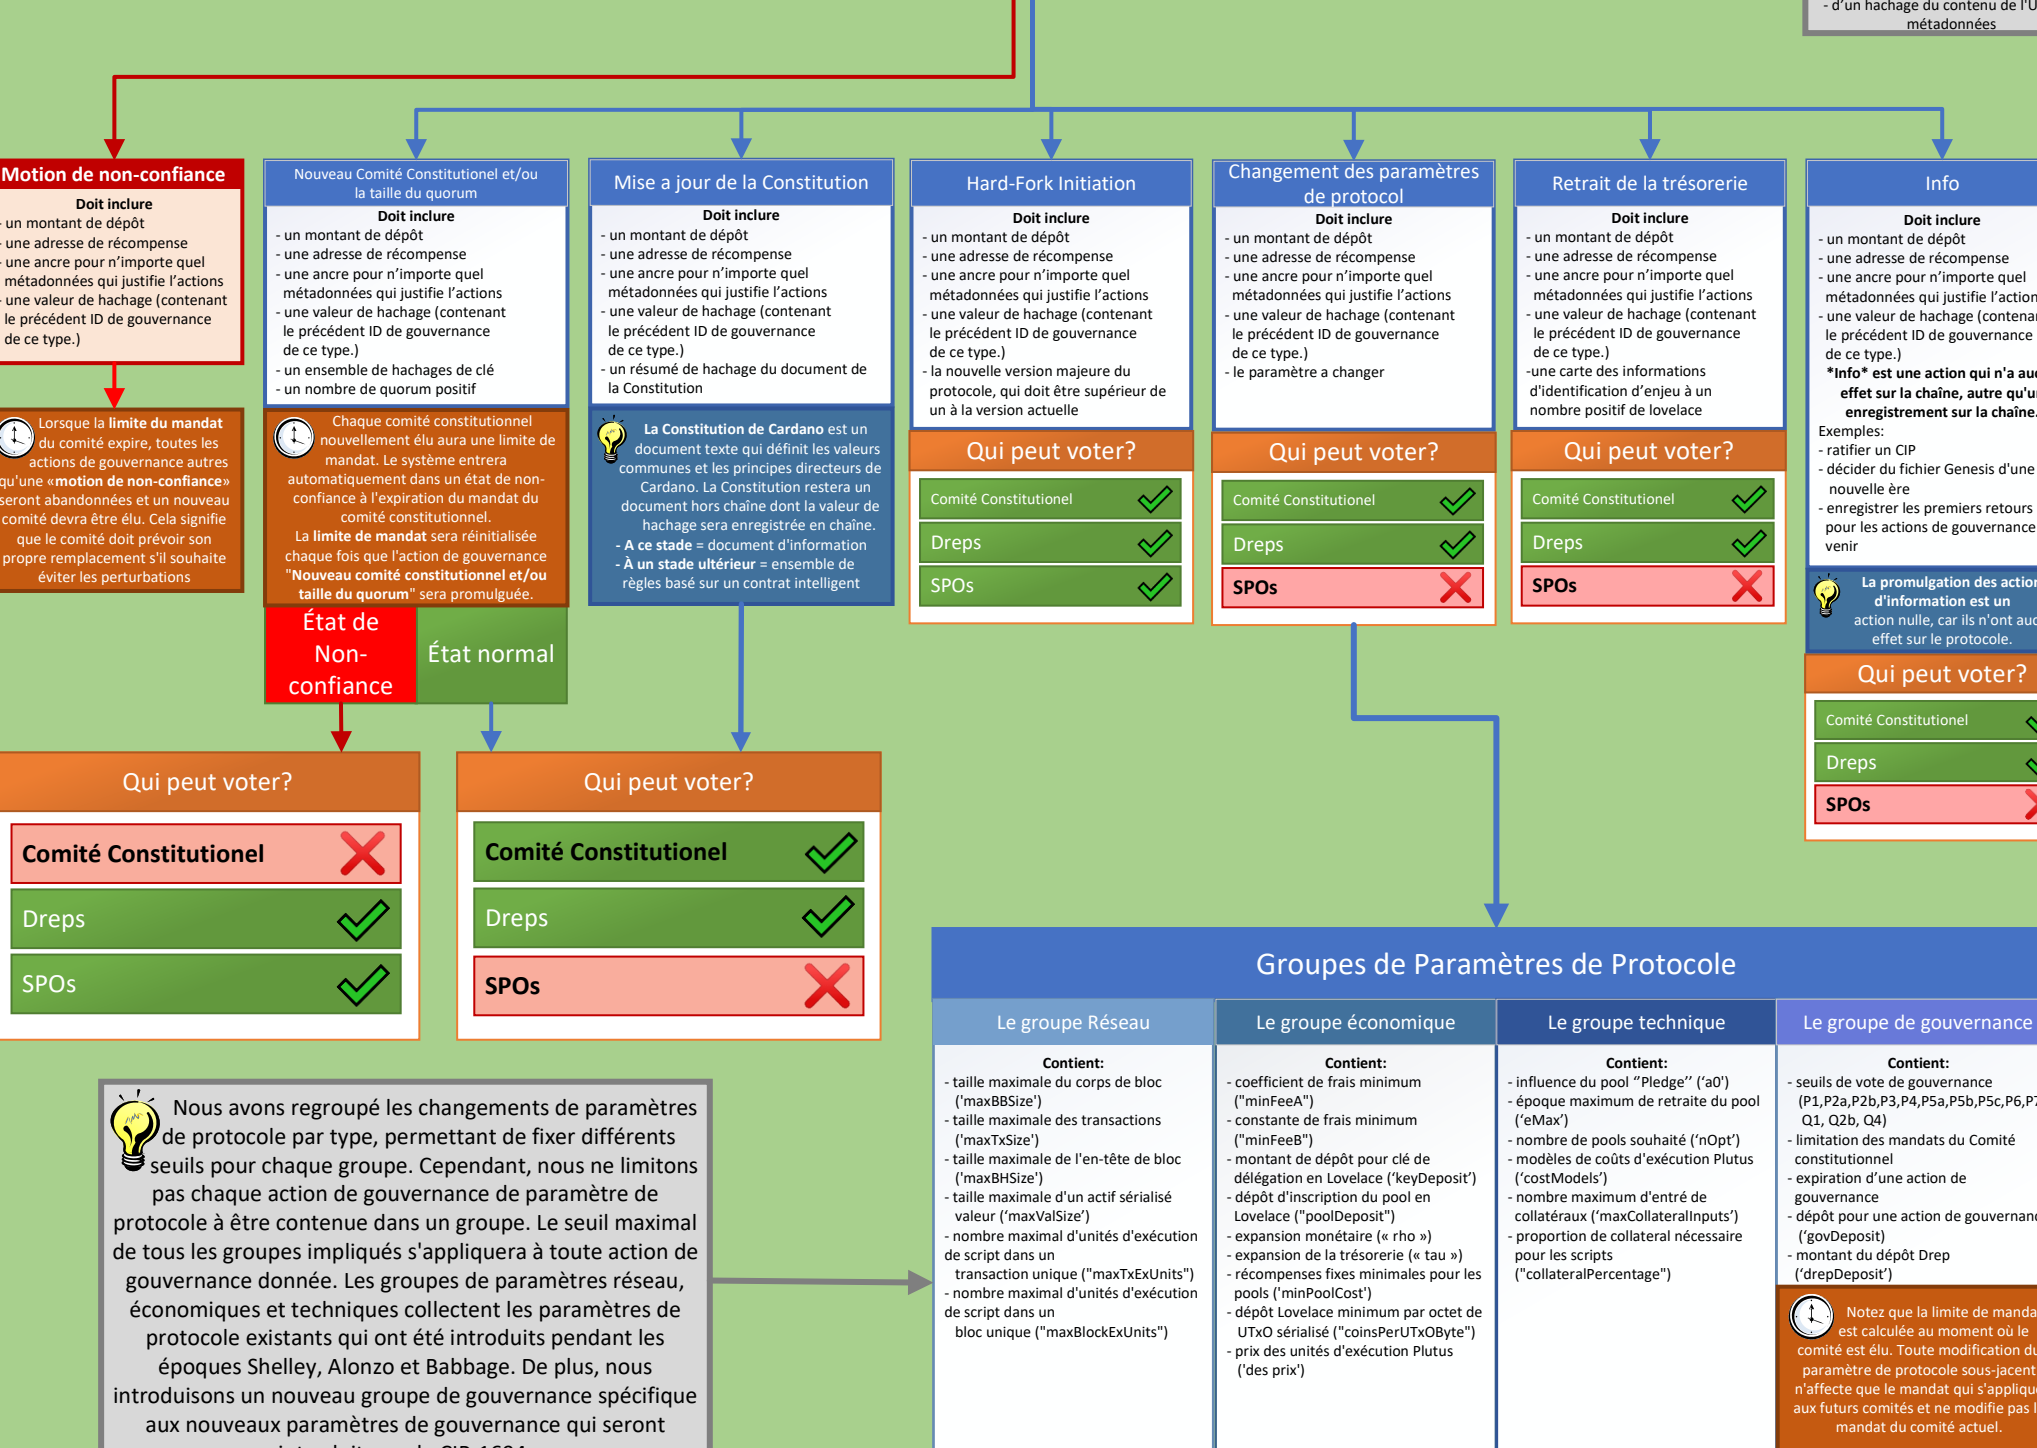 - d'un hachage du contenu de l'U
métadonnées
Motion de non-confiance
Doit inclure
- un montant de dépôt
- une adresse de récompense
- une ancre pour n'importe quel
métadonnées qui justifie l'actions
- une valeur de hachage (contenant
le précédent ID de gouvernance
de ce type.)
Lorsque la limite du mandat
du comité expire, toutes les
actions de gouvernance autres
qu'une «motion de non-confiance»
seront abandonnées et un nouveau
comité devra être élu. Cela signifie
que le comité doit prévoir son
propre remplacement s'il souhaite
éviter les perturbations
Nouveau Comité Constitutionel et/ou
la taille du quorum
Doit inclure
- un montant de dépôt
- une adresse de récompense
- une ancre pour n'importe quel
métadonnées qui justifie l'actions
- une valeur de hachage (contenant
le précédent ID de gouvernance
de ce type.)
- un ensemble de hachages de clé
- un nombre de quorum positif
Chaque comité constitutionnel
nouvellement élu aura une limite de
mandat. Le système entrera
automatiquement dans un état de non-
confiance à l'expiration du mandat du
comité constitutionnel.
La limite de mandat sera réinitialisée
chaque fois que l'action de gouvernance
"Nouveau comité constitutionnel et/ou
taille du quorum" sera promulguée.
État de
Non-
confiance
État normal
Mise a jour de la Constitution
Doit inclure
- un montant de dépôt
- une adresse de récompense
- une ancre pour n'importe quel
métadonnées qui justifie l'actions
- une valeur de hachage (contenant
le précédent ID de gouvernance
de ce type.)
- un résumé de hachage du document de
la Constitution
La Constitution de Cardano est un
document texte qui définit les valeurs
communes et les principes directeurs de
Cardano. La Constitution restera un
document hors chaîne dont la valeur de
hachage sera enregistrée en chaîne.
- A ce stade = document d'information
- À un stade ultérieur = ensemble de
règles basé sur un contrat intelligent
Hard-Fork Initiation
Doit inclure
- un montant de dépôt
- une adresse de récompense
- une ancre pour n'importe quel
métadonnées qui justifie l'actions
- une valeur de hachage (contenant
le précédent ID de gouvernance
de ce type.)
- la nouvelle version majeure du
protocole, qui doit être supérieur de
un à la version actuelle
Qui peut voter?
Comité Constitutionel
Dreps
SPOs
Changement des paramètres
de protocol
Doit inclure
- un montant de dépôt
- une adresse de récompense
- une ancre pour n'importe quel
métadonnées qui justifie l'actions
- une valeur de hachage (contenant
le précédent ID de gouvernance
de ce type.)
- le paramètre a changer
Qui peut voter?
Comité Constitutionel
Dreps
SPOs
Retrait de la trésorerie
Doit inclure
- un montant de dépôt
- une adresse de récompense
- une ancre pour n'importe quel
métadonnées qui justifie l'actions
- une valeur de hachage (contenant
le précédent ID de gouvernance
de ce type.)
-une carte des informations
d'identification d'enjeu à un
nombre positif de lovelace
Qui peut voter?
Comité Constitutionel
Dreps
SPOs
Info
Doit inclure
- un montant de dépôt
- une adresse de récompense
- une ancre pour n'importe quel
métadonnées qui justifie l'action
- une valeur de hachage (contenan
le précédent ID de gouvernance
de ce type.)
*Info* est une action qui n'a auc
effet sur la chaîne, autre qu'u
enregistrement sur la chaîne.
Exemples:
- ratifier un CIP
- décider du fichier Genesis d'une
nouvelle ère
- enregistrer les premiers retours
pour les actions de gouvernance
venir
La promulgation des action
d'information est un
action nulle, car ils n'ont auc
effet sur le protocole.
Qui peut voter?
Comité Constitutionel
Dreps
SPOs
Qui peut voter?
Comité Constitutionel
Dreps
SPOs
Qui peut voter?
Comité Constitutionel
Dreps
SPOs
Nous avons regroupé les changements de paramètres
de protocole par type, permettant de fixer différents
seuils pour chaque groupe. Cependant, nous ne limitons
pas chaque action de gouvernance de paramètre de
protocole à être contenue dans un groupe. Le seuil maximal
de tous les groupes impliqués s'appliquera à toute action de
gouvernance donnée. Les groupes de paramètres réseau,
économiques et techniques collectent les paramètres de
protocole existants qui ont été introduits pendant les
époques Shelley, Alonzo et Babbage. De plus, nous
introduisons un nouveau groupe de gouvernance spécifique
aux nouveaux paramètres de gouvernance qui seront
Groupes de Paramètres de Protocole
Le groupe Réseau
Contient:
- taille maximale du corps de bloc
('maxBBSize')
- taille maximale des transactions
('maxTxSize')
- taille maximale de l'en-tête de bloc
('maxBHSize')
- taille maximale d'un actif sérialisé
valeur ('maxValSize')
- nombre maximal d'unités d'exécution
de script dans un
transaction unique ("maxTxExUnits")
- nombre maximal d'unités d'exécution
de script dans un
bloc unique ("maxBlockExUnits")
Le groupe économique
Contient:
- coefficient de frais minimum
("minFeeA")
- constante de frais minimum
("minFeeB")
- montant de dépôt pour clé de
délégation en Lovelace ('keyDeposit')
- dépôt d'inscription du pool en
Lovelace ("poolDeposit")
- expansion monétaire (« rho »)
- expansion de la trésorerie (« tau »)
- récompenses fixes minimales pour les
pools ('minPoolCost')
- dépôt Lovelace minimum par octet de
UTxO sérialisé ("coinsPerUTxOByte")
- prix des unités d'exécution Plutus
('des prix')
Le groupe technique
Contient:
- influence du pool ‘'Pledge'’ ('a0')
- époque maximum de retraite du pool
('eMax')
- nombre de pools souhaité ('nOpt')
- modèles de coûts d'exécution Plutus
('costModels')
- nombre maximum d'entré de
collatéraux ('maxCollateralInputs')
- proportion de collateral nécessaire
pour les scripts
("collateralPercentage")
Le groupe de gouvernance
Contient:
- seuils de vote de gouvernance
(P1,P2a,P2b,P3,P4,P5a,P5b,P5c,P6,P7
Q1, Q2b, Q4)
- limitation des mandats du Comité
constitutionnel
- expiration d'une action de
gouvernance
- dépôt pour une action de gouvernanc
('govDeposit)
- montant du dépôt Drep
('drepDeposit')
Notez que la limite de manda
est calculée au moment où le
comité est élu. Toute modification du
paramètre de protocole sous-jacent
n'affecte que le mandat qui s'applique
aux futurs comités et ne modifie pas l
mandat du comité actuel.